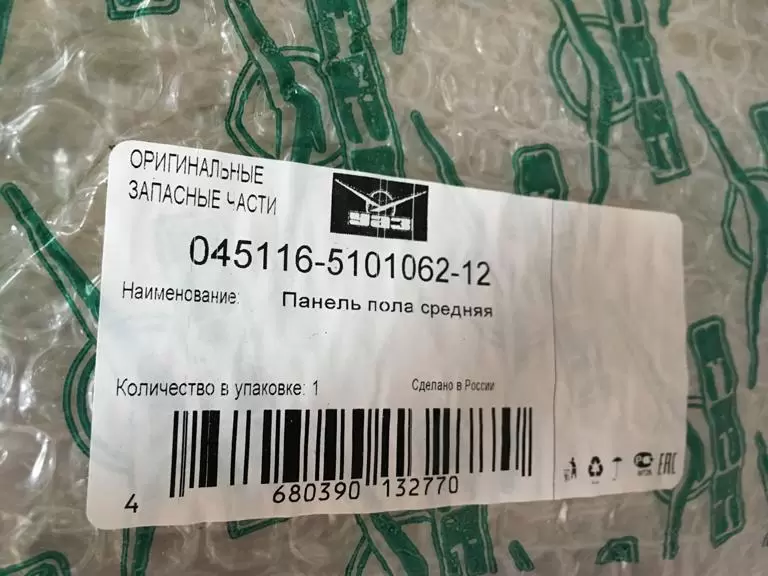 ОРИГИНАЛЬНЫЕ
ЗАПАСНЫЕ ЧАСТИ
УАЗ
045116-5101062-12
Наименование: Панель пола средняя
Количество в упаковке: 1 Сделано в России
4 680390 132770
EAC